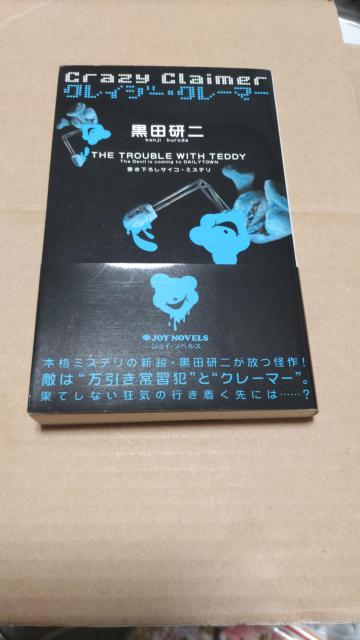 Crazy Claimer
クレイジー・クレーマー
黒田研二
kenji kuroda
THE TROUBLE WITH TEDDY
The Devil is coming to DAILYTOWN
書き下ろしサイコ・ミステリ
JOY NOVELS
ジョイ・ノベルス
本格ミステリの新鋭・黒田研二が放つ怪作!
敵は“万引き常習犯”と“クレーマー”。
果てしない狂気の行き着く先には……?